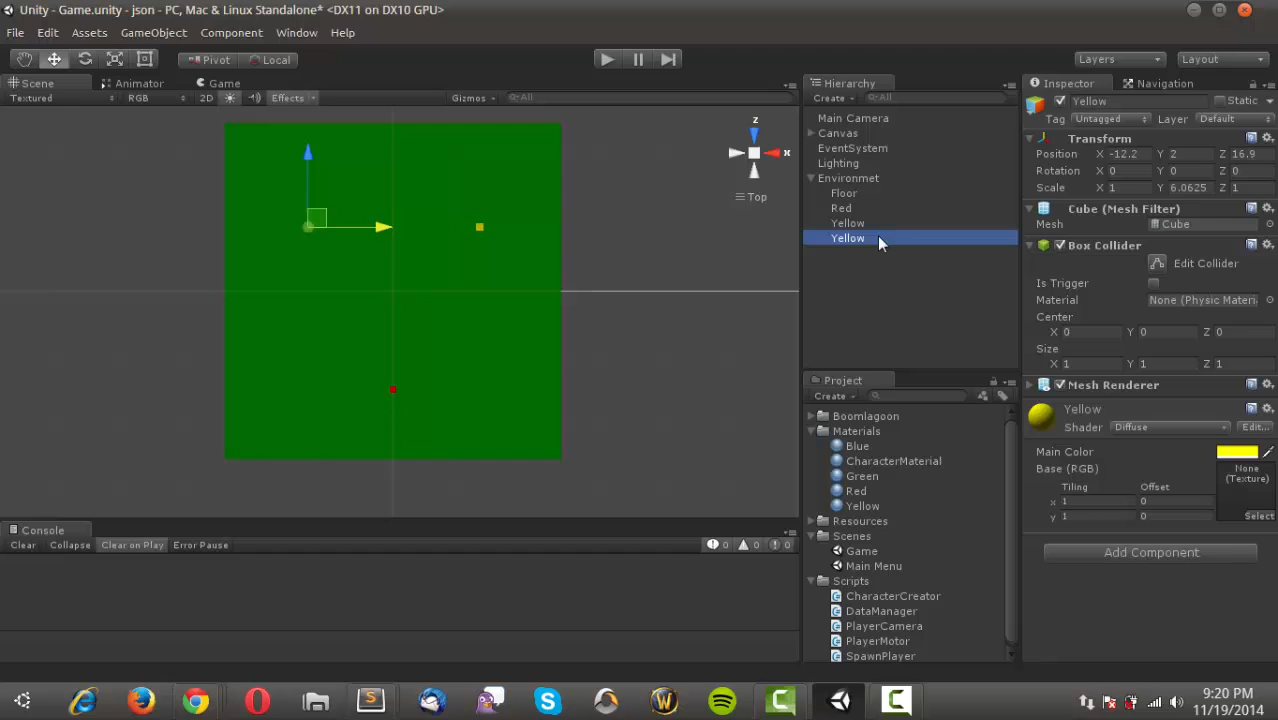 Unity - Game.unity - json - PC, Mac & Linux Standalone* <DX11 on DX10 GPU>
File Edit Assets GameObject Component Window Help
Pivot Local Layers Layout
Scene Animator Game
Textured RGB 2D Effects Gizmos All
z
x
Top
Hierarchy
Create All
Main Camera
Canvas
EventSystem
Lighting
Environmet
Floor
Red
Yellow
Yellow
Project
Create
Boomlagoon
Materials
Blue
CharacterMaterial
Green
Red
Yellow
Resources
Scenes
Game
Main Menu
Scripts
CharacterCreator
DataManager
PlayerCamera
PlayerMotor
SpawnPlayer
Inspector Navigation
Yellow Static
Tag Untagged Layer Default
Transform
Position X -12.2 Y 2 Z 16.9
Rotation X 0 Y 0 Z 0
Scale X 1 Y 6.0625 Z 1
Cube (Mesh Filter)
Mesh Cube
Box Collider
Edit Collider
Is Trigger
Material None (Physic Materi
Center
X 0 Y 0 Z 0
Size
X 1 Y 1 Z 1
Mesh Renderer
Yellow
Shader Diffuse Edit...
Main Color
Base (RGB) None
(Texture)
Tiling Offset
x 1 0
y 1 0
Select
Add Component
Console
Clear Collapse Clear on Play Error Pause 0 0 0
9:20 PM
11/19/2014